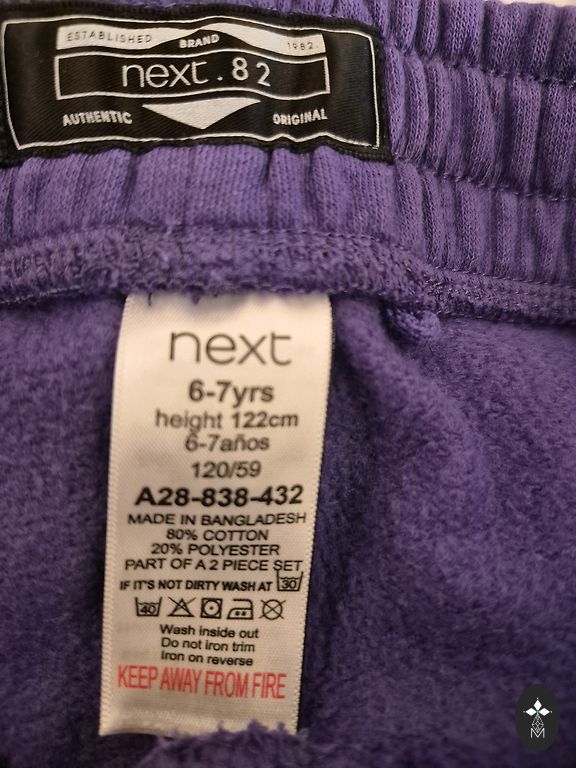 ESTABLISHED BRAND 1982.
next.82
AUTHENTIC ORIGINAL
next
6-7yrs
height 122cm
6-7años
120/59
A28-838-432
MADE IN BANGLADESH
80% COTTON
20% POLYESTER
PART OF A 2 PIECE SET
IF IT'S NOT DIRTY WASH AT 30
40
Wash inside out
Do not iron trim
Iron on reverse
KEEP AWAY FROM FIRE
M